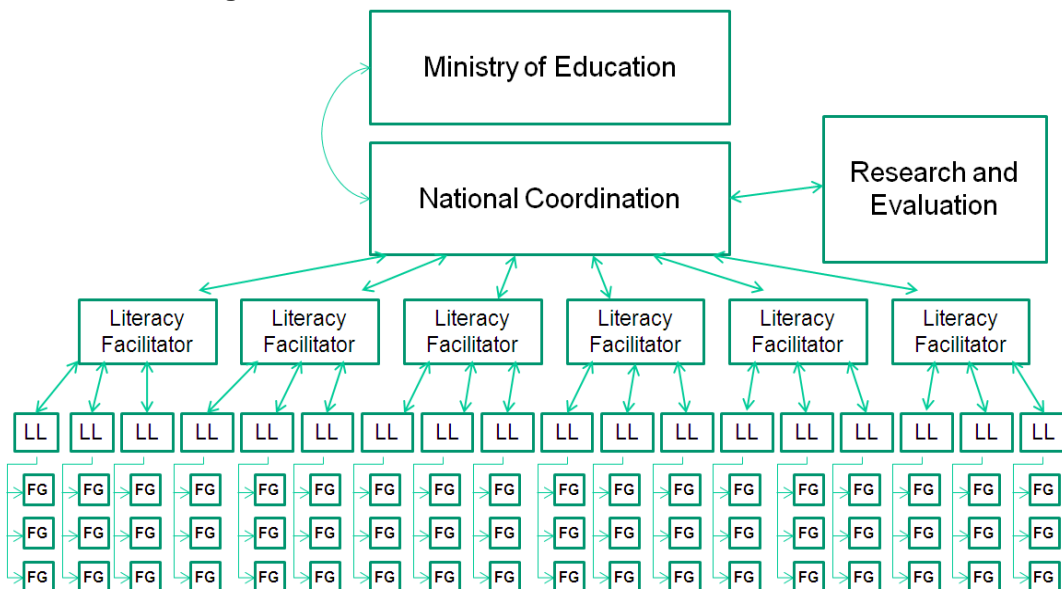 Ministry of Education
National Coordination
Research and
Evaluation
Literacy
Facilitator
Literacy
Facilitator
Literacy
Facilitator
Literacy
Facilitator
Literacy
Facilitator
Literacy
Facilitator
LL LL LL LL LL LL LL LL LL LL LL LL LL LL LL LL LL LL
FG FG FG FG FG FG FG FG FG FG FG FG FG FG FG FG FG FG
FG FG FG FG FG FG FG FG FG FG FG FG FG FG FG FG FG FG
FG FG FG FG FG FG FG FG FG FG FG FG FG FG FG FG FG FG